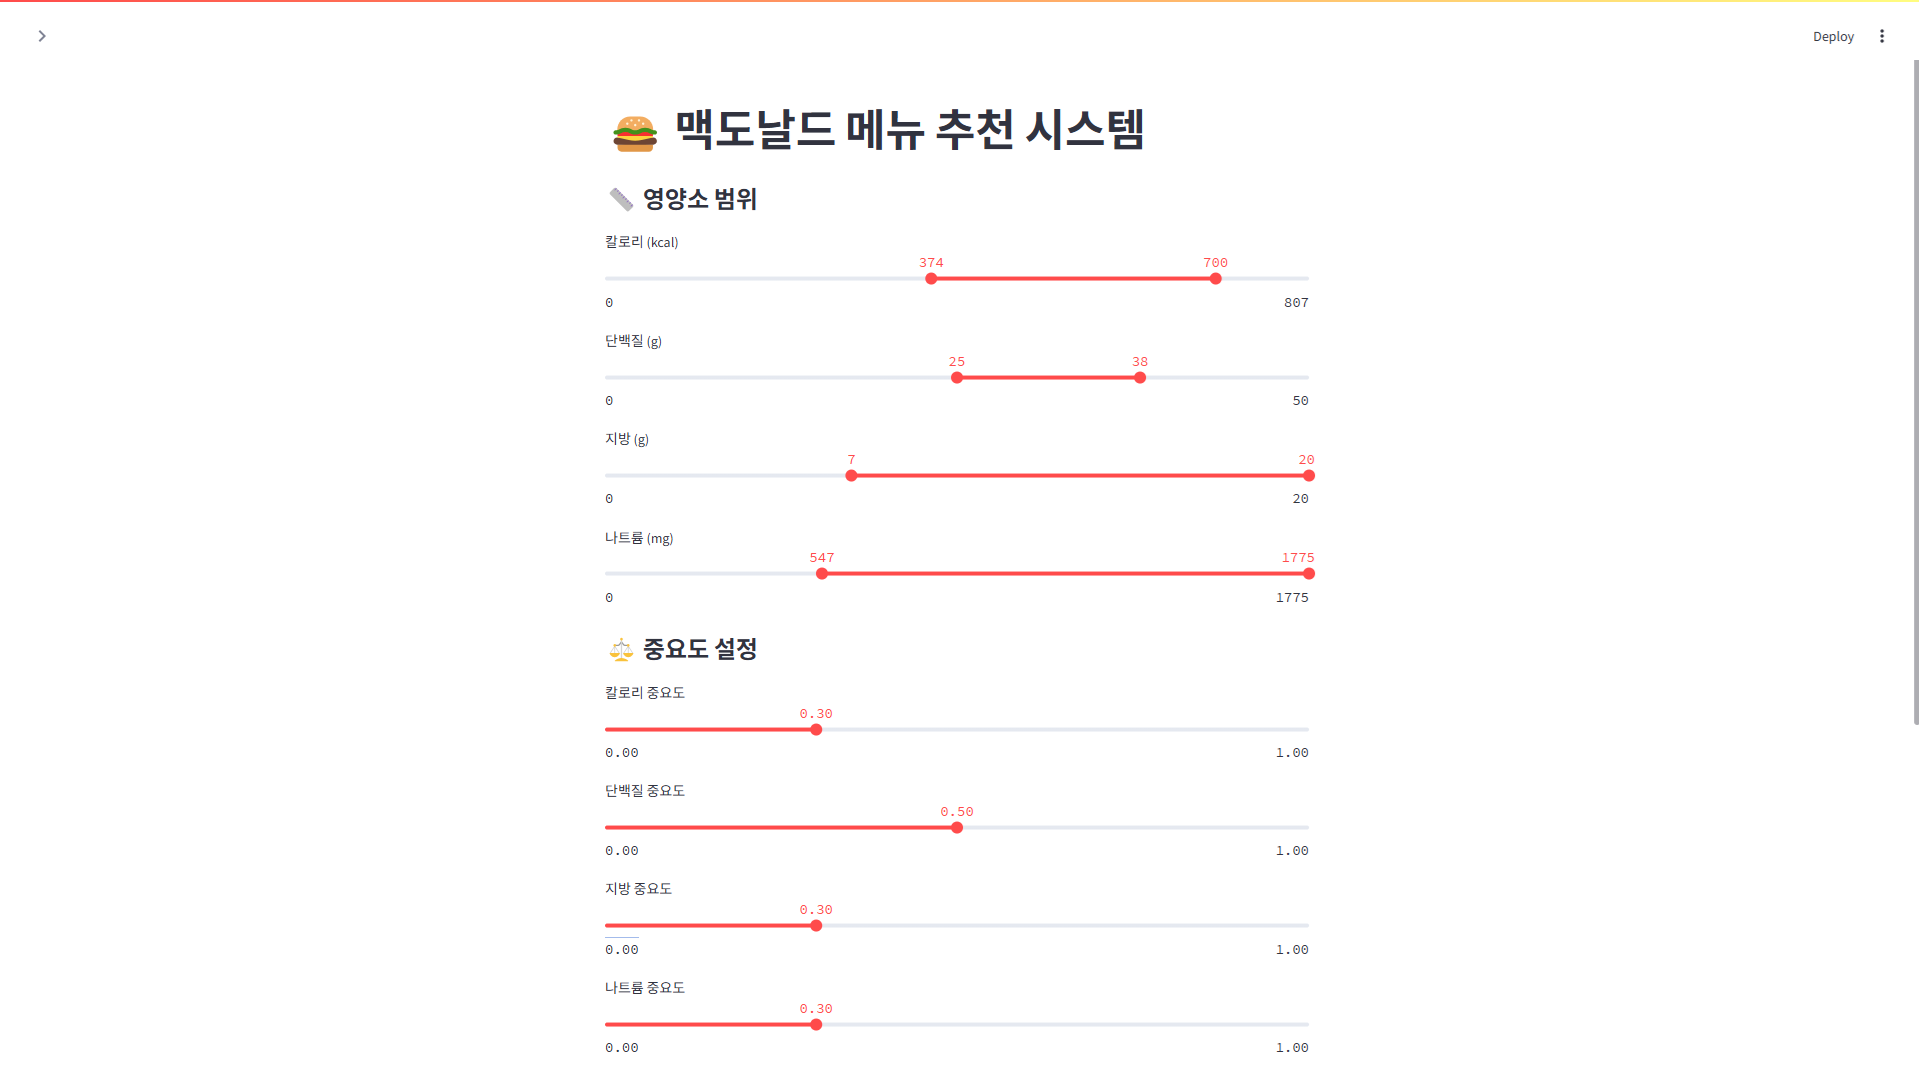 Deploy
맥도날드 메뉴 추천 시스템
영양소 범위
칼로리 (kcal)
374 700
0 807
단백질 (g)
25 38
0 50
지방 (g)
7 20
0 20
나트륨 (mg)
547 1775
0 1775
중요도 설정
칼로리 중요도
0.30
0.00 1.00
단백질 중요도
0.50
0.00 1.00
지방 중요도
0.30
0.00 1.00
나트륨 중요도
0.30
0.00 1.00